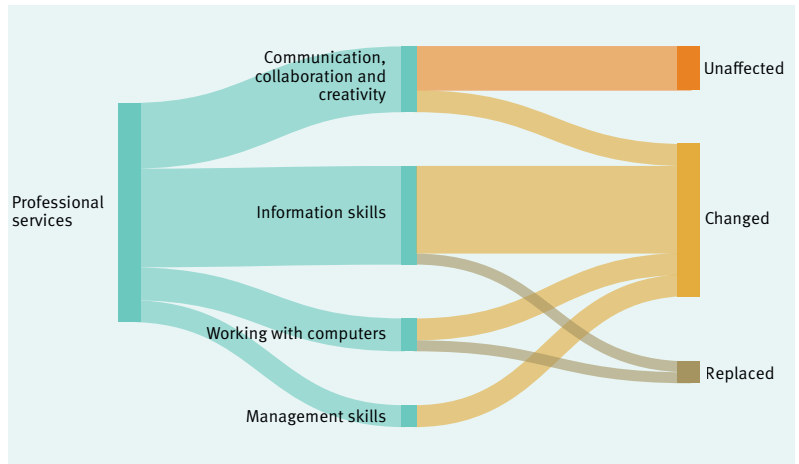 Communication,
collaboration and
creativity
Unaffected
Professional
services
Information skills
Changed
Working with computers
Replaced
Management skills